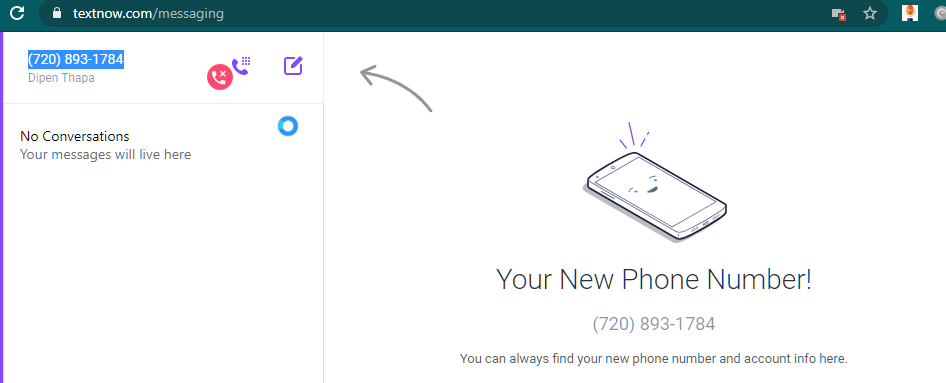 textnow.com/messaging
(720) 893-1784
Dipen Thapa
No Conversations
Your messages will live here
Your New Phone Number!
(720) 893-1784
You can always find your new phone number and account info here.